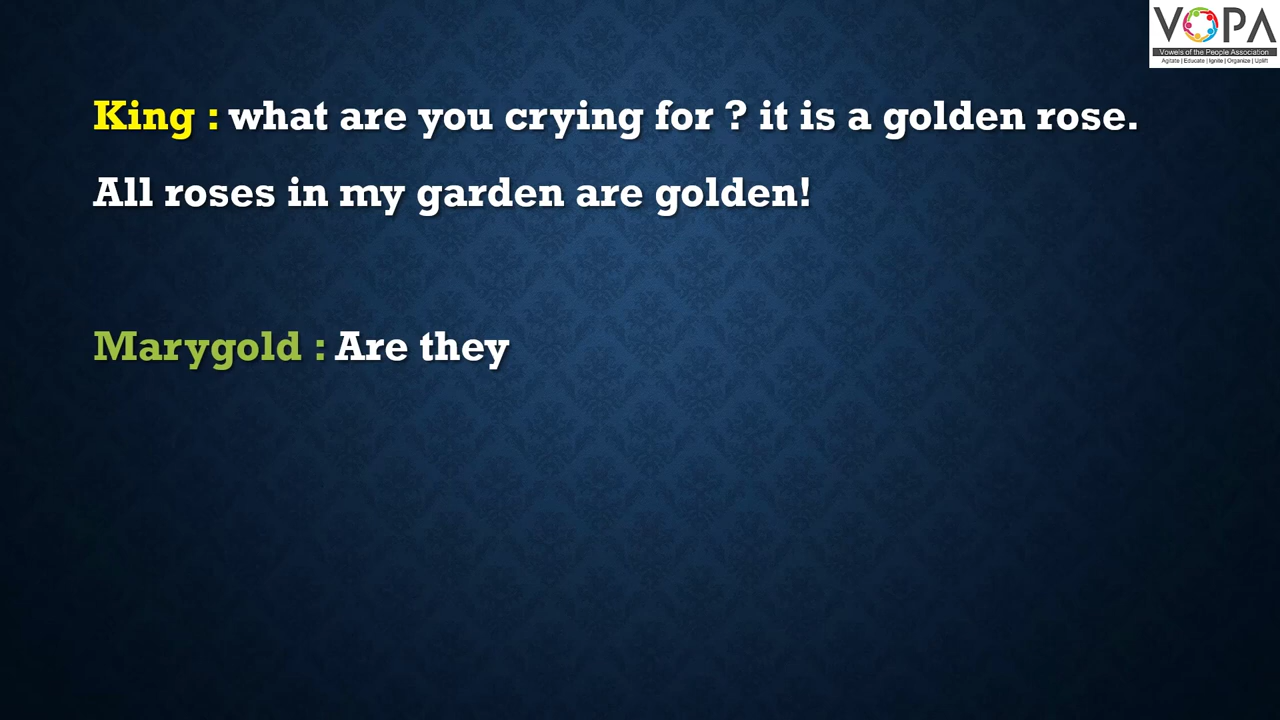 VOPA
Vowels of the People Association
Agitate | Educate | Ignite | Organize | Uplift
King : what are you crying for ? it is a golden rose.
All roses in my garden are golden!
Marygold : Are they